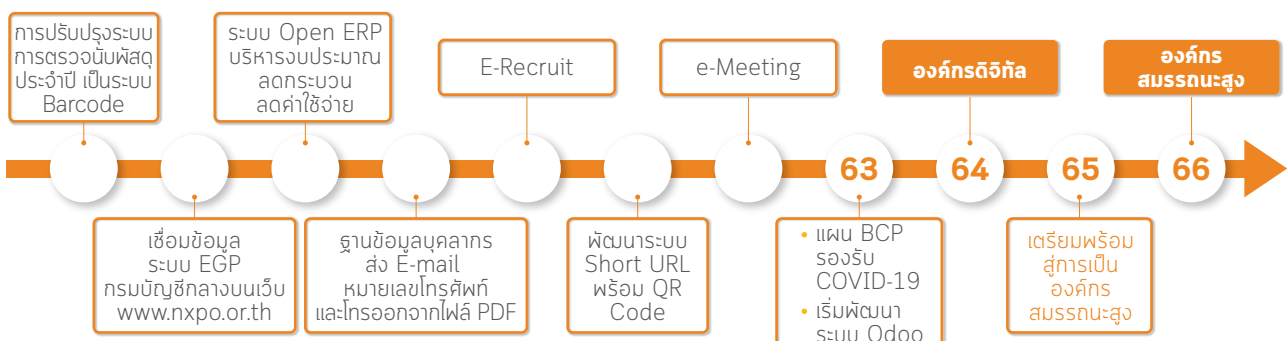 การปรับปรุงระบบ
การตรวจนับพัสดุ
ประจำปี เป็นระบบ
Barcode
ระบบ Open ERP
บริหารงบประมาณ
ลดกระบวน
ลดค่าใช้จ่าย
E-Recruit
e-Meeting
องค์กรดิจิทัล
องค์กร
สมรรถนะสูง
63
64
65
66
เชื่อมข้อมูล
ระบบ EGP
กรมบัญชีกลางบนเว็บ
www.nxpo.or.th
ฐานข้อมูลบุคลากร
ส่ง E-mail
หมายเลขโทรศัพท์
และโทรออกจากไฟล์ PDF
พัฒนาระบบ
Short URL
พร้อม QR
Code
• แผน BCP
รองรับ
COVID-19
• เริ่มพัฒนา
ระบบ Odoo
เตรียมพร้อม
สู่การเป็น
องค์กร
สมรรถนะสูง